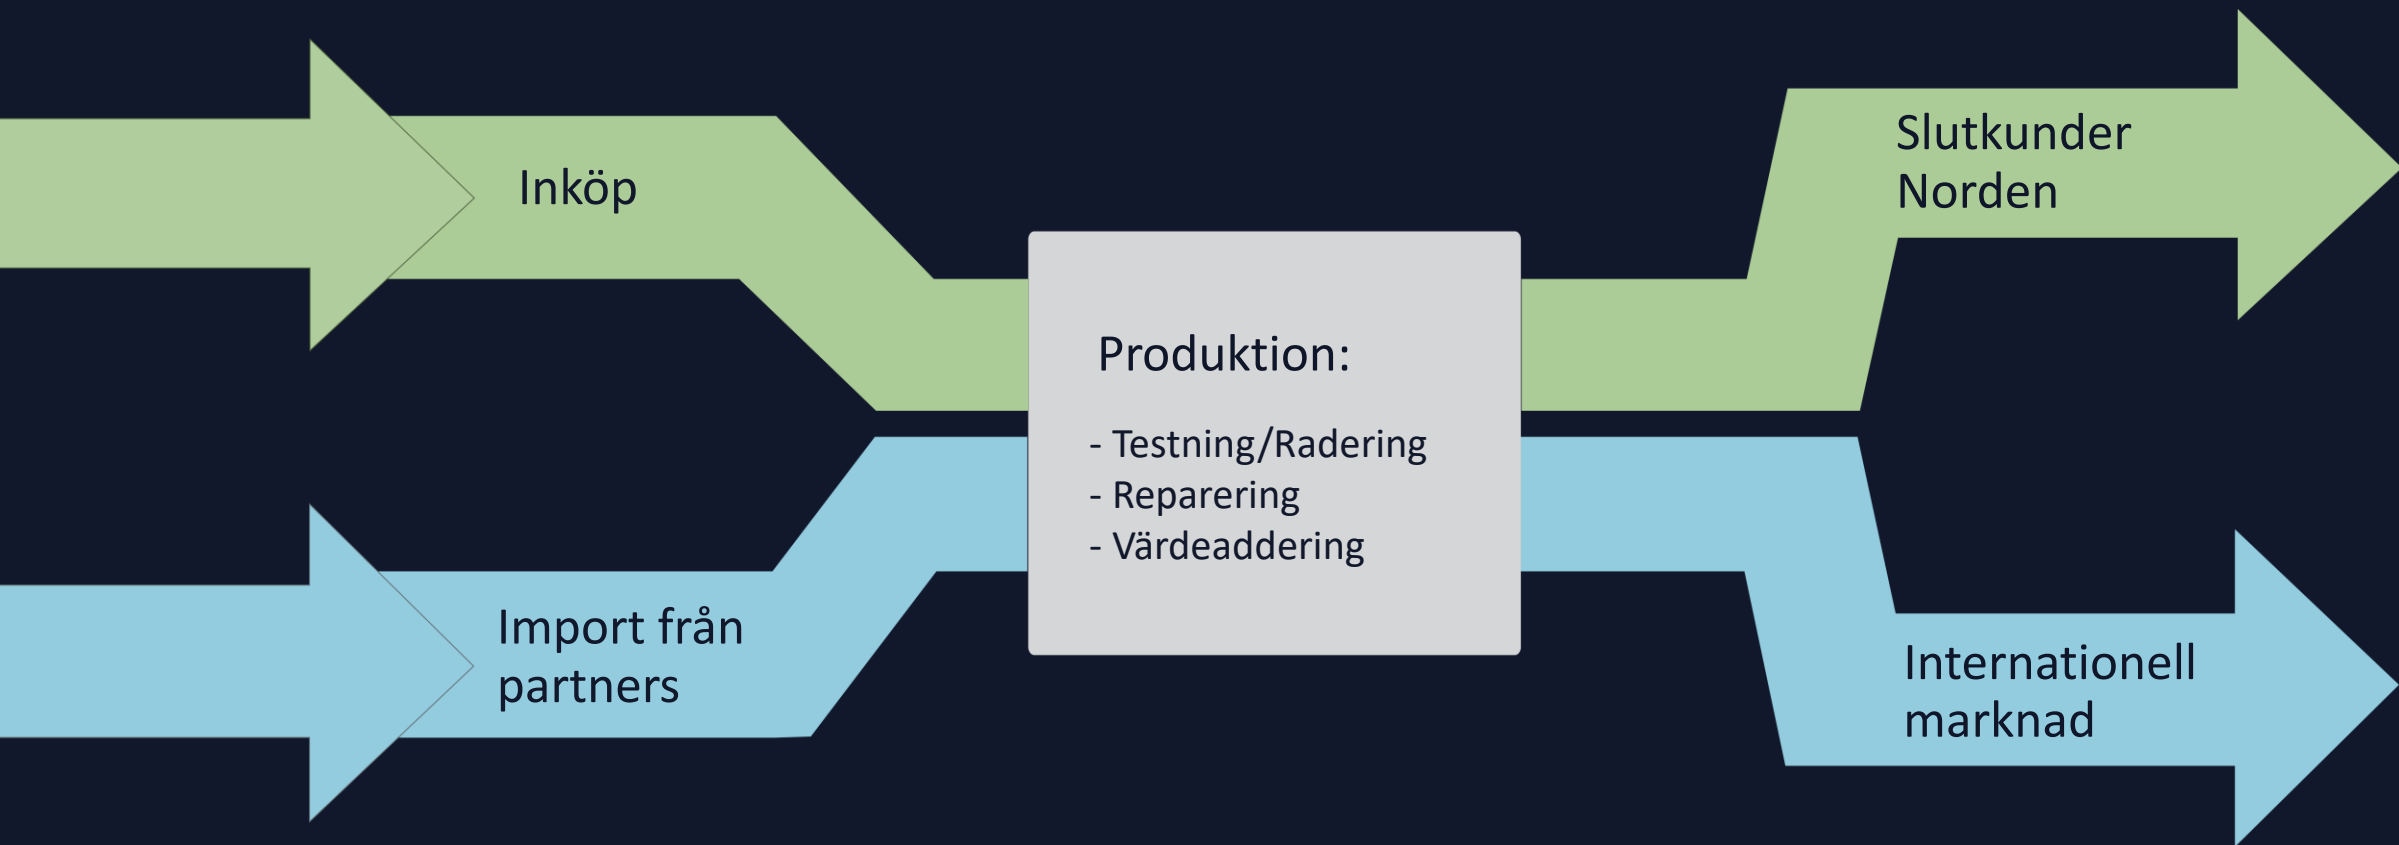 Inköp
Import från
partners
Produktion:
- Testning/Radering
- Reparering
- Värdeaddering
Slutkunder
Norden
Internationell
marknad